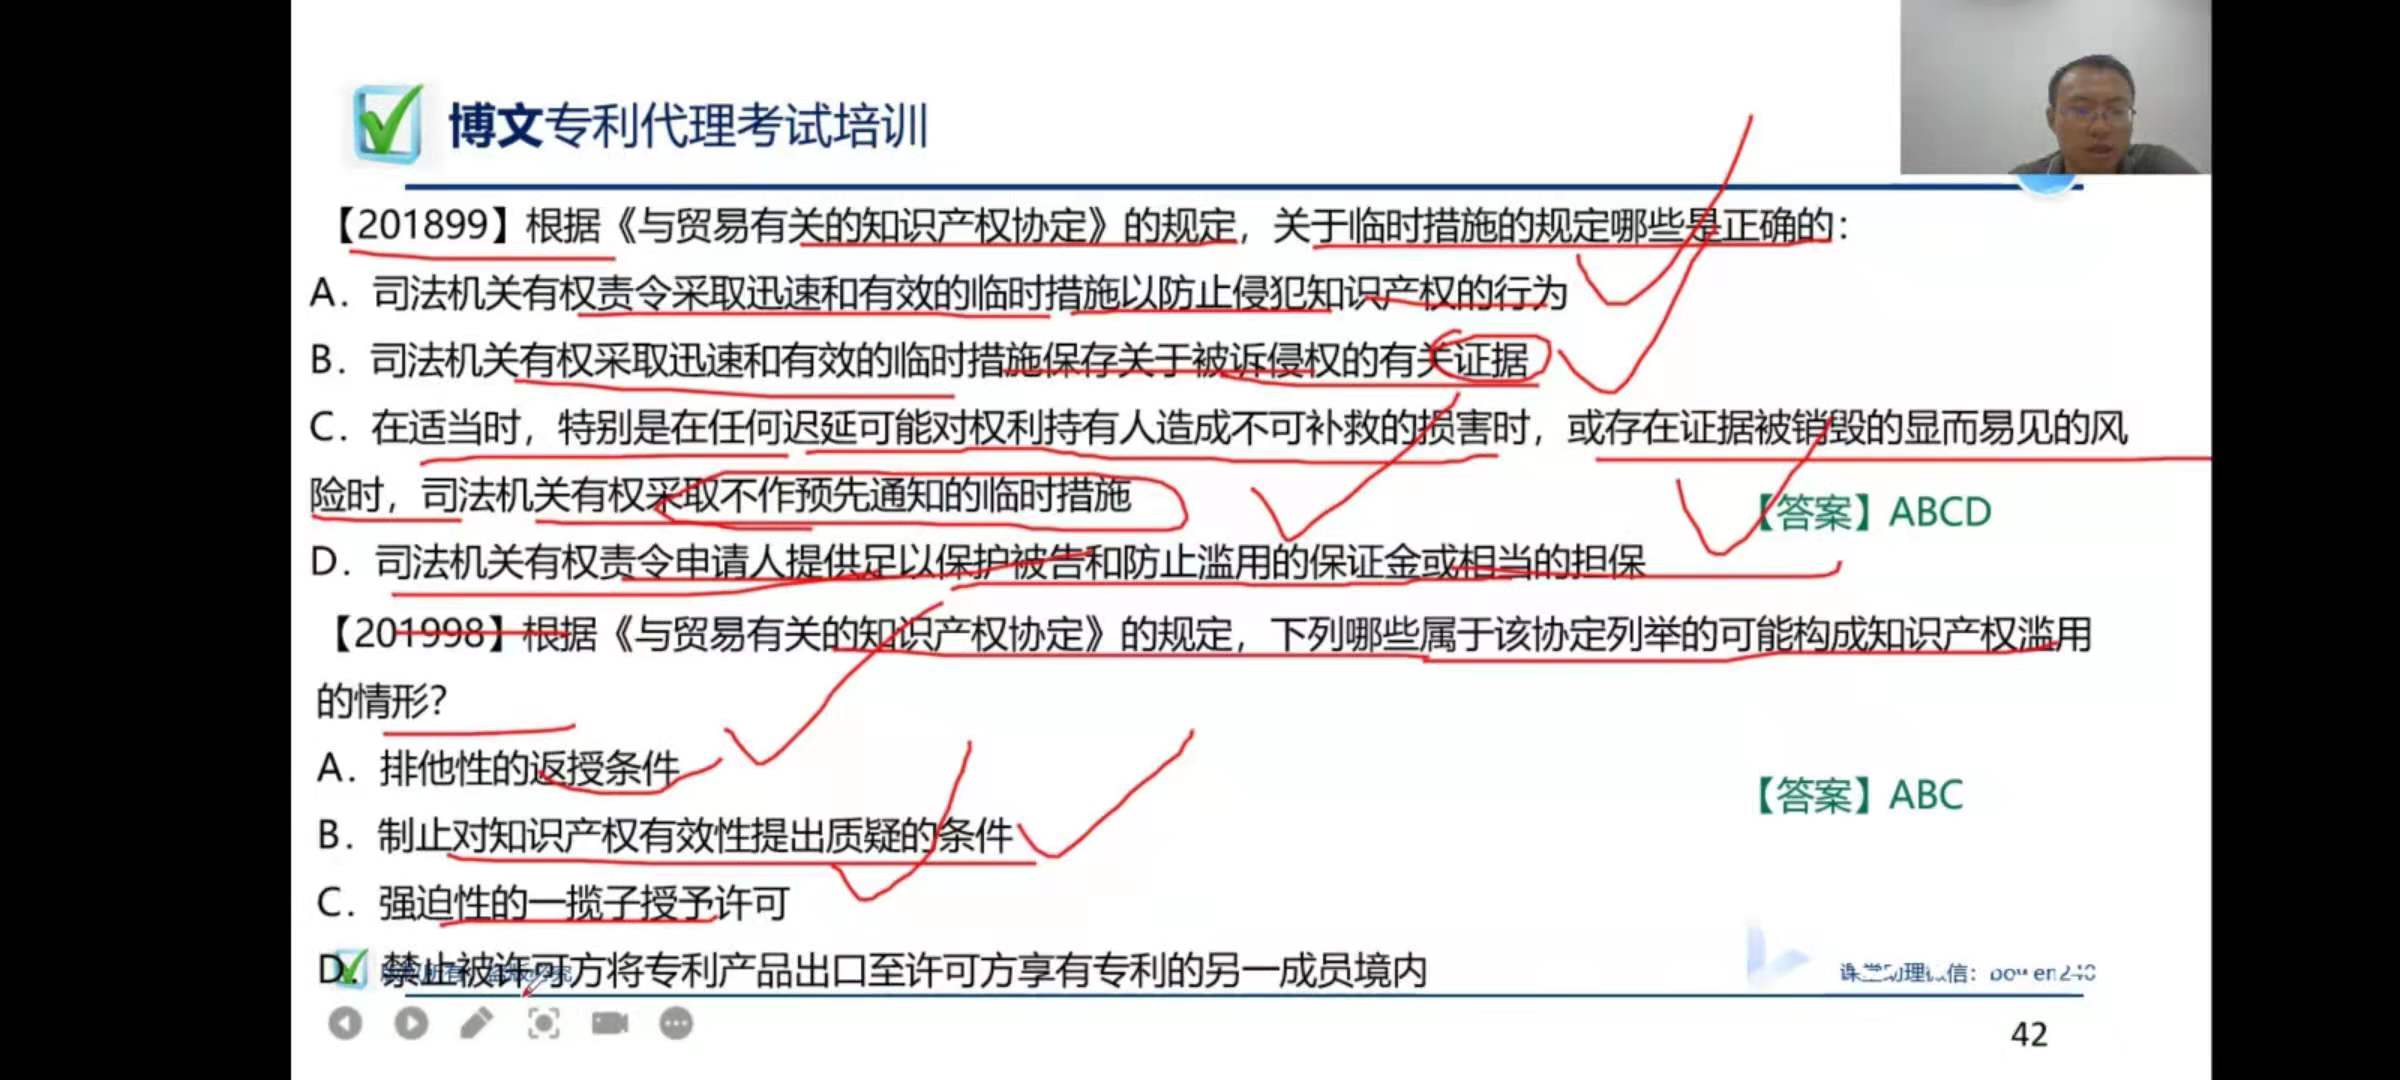 博文专利代理考试培训
【201899】根据《与贸易有关的知识产权协定》的规定，关于临时措施的规定哪些是正确的：
A．司法机关有权责令采取迅速和有效的临时措施以防止侵犯知识产权的行为
B．司法机关有权采取迅速和有效的临时措施保存关于被诉侵权的有关证据
C．在适当时，特别是在任何迟延可能对权利持有人造成不可补救的损害时，或存在证据被销毁的显而易见的风
险时，司法机关有权采取不作预先通知的临时措施
【答案】ABCD
D．司法机关有权责令申请人提供足以保护被告和防止滥用的保证金或相当的担保
【201998】根据《与贸易有关的知识产权协定》的规定，下列哪些属于该协定列举的可能构成知识产权滥用
的情形？
A．排他性的返授条件
【答案】ABC
B．制止对知识产权有效性提出质疑的条件
C．强迫性的一揽子授予许可
D．禁止被许可方将专利产品出口至许可方享有专利的另一成员境内
课堂助理微信：
42